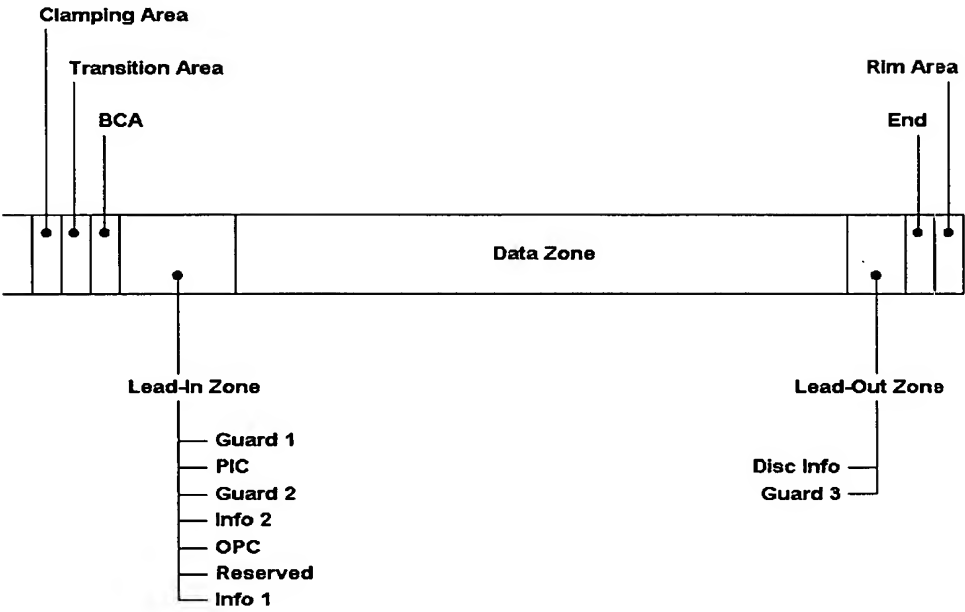 Clamping Area
Transition Area
Rim Area
BCA
End
Data Zone
Lead-In Zone
Lead-Out Zone
Guard 1
PIC
Disc Info
Guard 2
Guard 3
Info 2
OPC
Reserved
Info 1